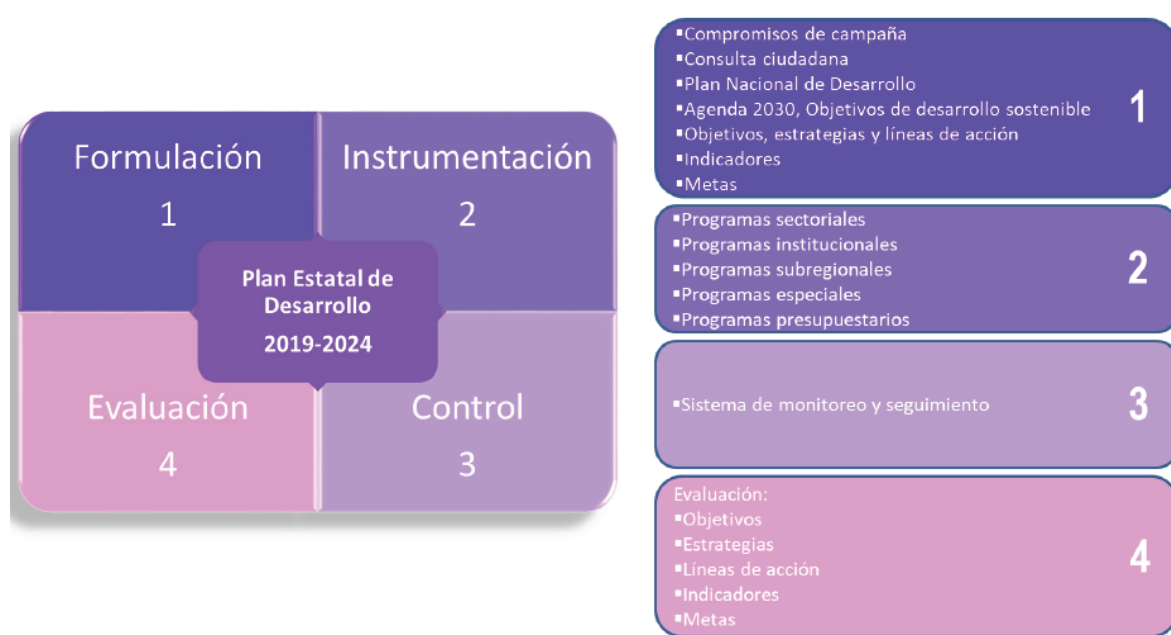 Formulación
1
Instrumentación
2
Plan Estatal de
Desarrollo
2019-2024
Evaluación
4
Control
3
▪Compromisos de campaña
▪Consulta ciudadana
▪Plan Nacional de Desarrollo
▪Agenda 2030, Objetivos de desarrollo sostenible
▪Objetivos, estrategias y líneas de acción
▪Indicadores
▪Metas
1
▪Programas sectoriales
▪Programas institucionales
▪Programas subregionales
▪Programas especiales
▪Programas presupuestarios
2
▪Sistema de monitoreo y seguimiento
3
Evaluación:
▪Objetivos
▪Estrategias
▪Líneas de acción
▪Indicadores
▪Metas
4